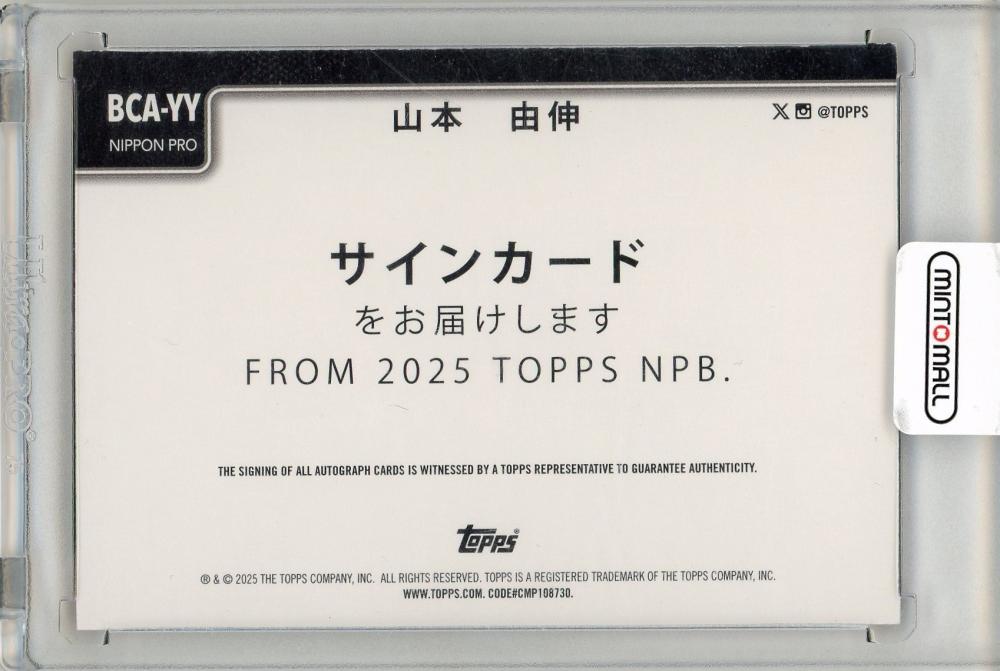 BCA-YY
NIPPON PRO
山本 由伸
@TOPPS
サインカード
をお届けします
FROM 2025 TOPPS NPB.
THE SIGNING OF ALL AUTOGRAPH CARDS IS WITNESSED BY A TOPPS REPRESENTATIVE TO GUARANTEE AUTHENTICITY.
topps®
® & © 2025 THE TOPPS COMPANY, INC. ALL RIGHTS RESERVED. TOPPS IS A REGISTERED TRADEMARK OF THE TOPPS COMPANY, INC.
WWW.TOPPS.COM. CODE#CMP108730.
MINT MALL